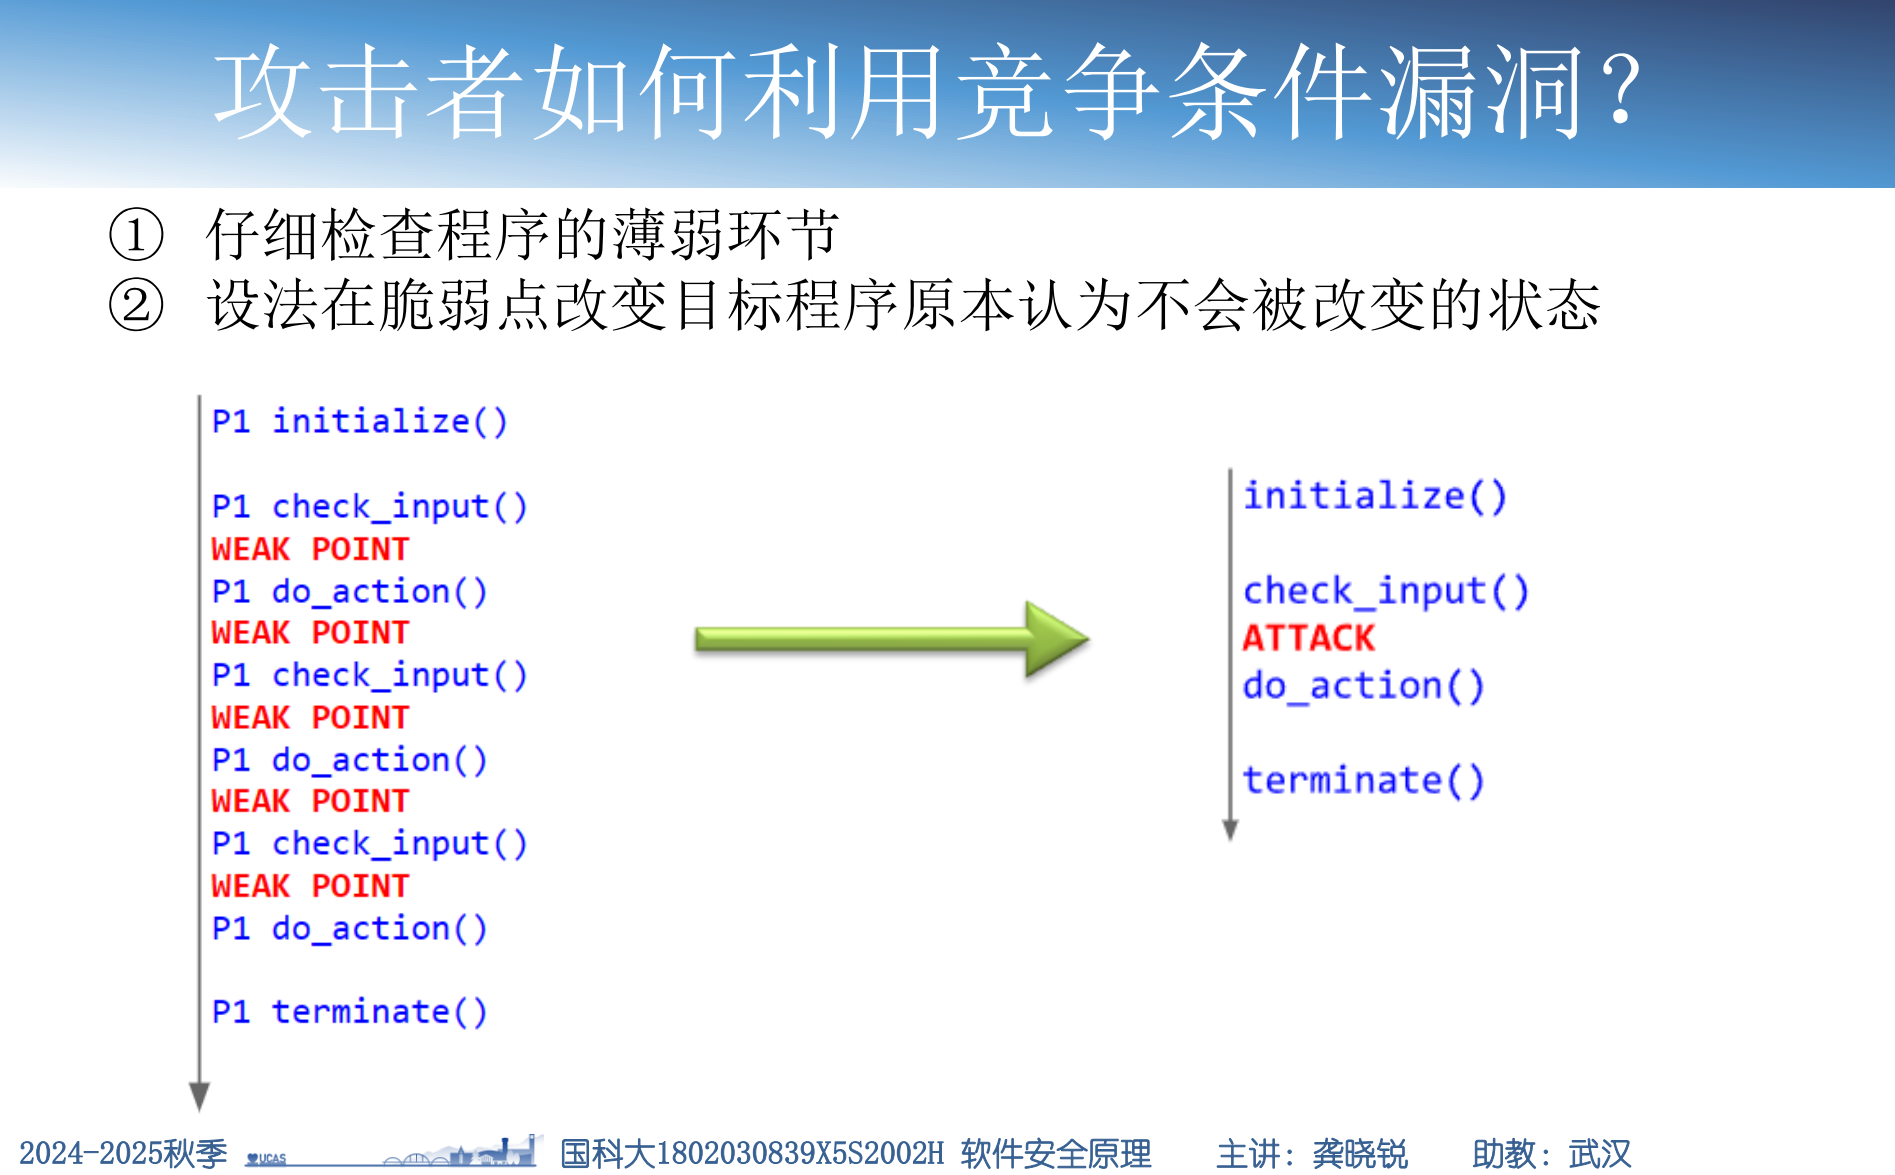 攻击者如何利用竞争条件漏洞？
① 仔细检查程序的薄弱环节
② 设法在脆弱点改变目标程序原本认为不会被改变的状态
P1 initialize()
P1 check_input()
WEAK POINT
P1 do_action()
WEAK POINT
P1 check_input()
WEAK POINT
P1 do_action()
WEAK POINT
P1 check_input()
WEAK POINT
P1 do_action()
P1 terminate()
initialize()
check_input()
ATTACK
do_action()
terminate()
2024-2025秋季 UCAS 国科大1802030839X5S2002H 软件安全原理 主讲：龚晓锐 助教：武汉